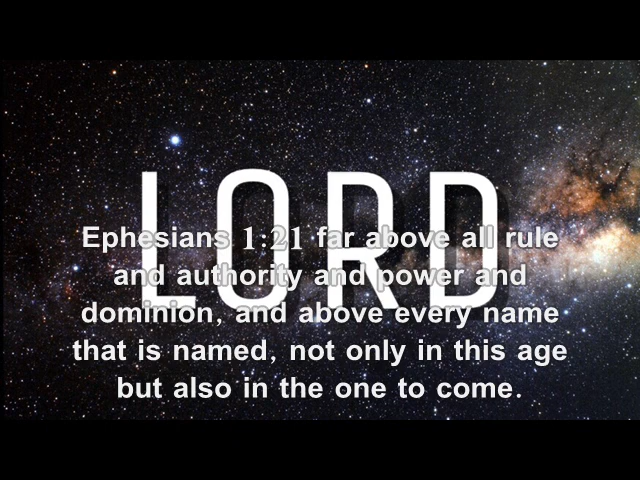 LORD
Ephesians 1:21 far above all rule
and authority and power and
dominion, and above every name
that is named, not only in this age
but also in the one to come.